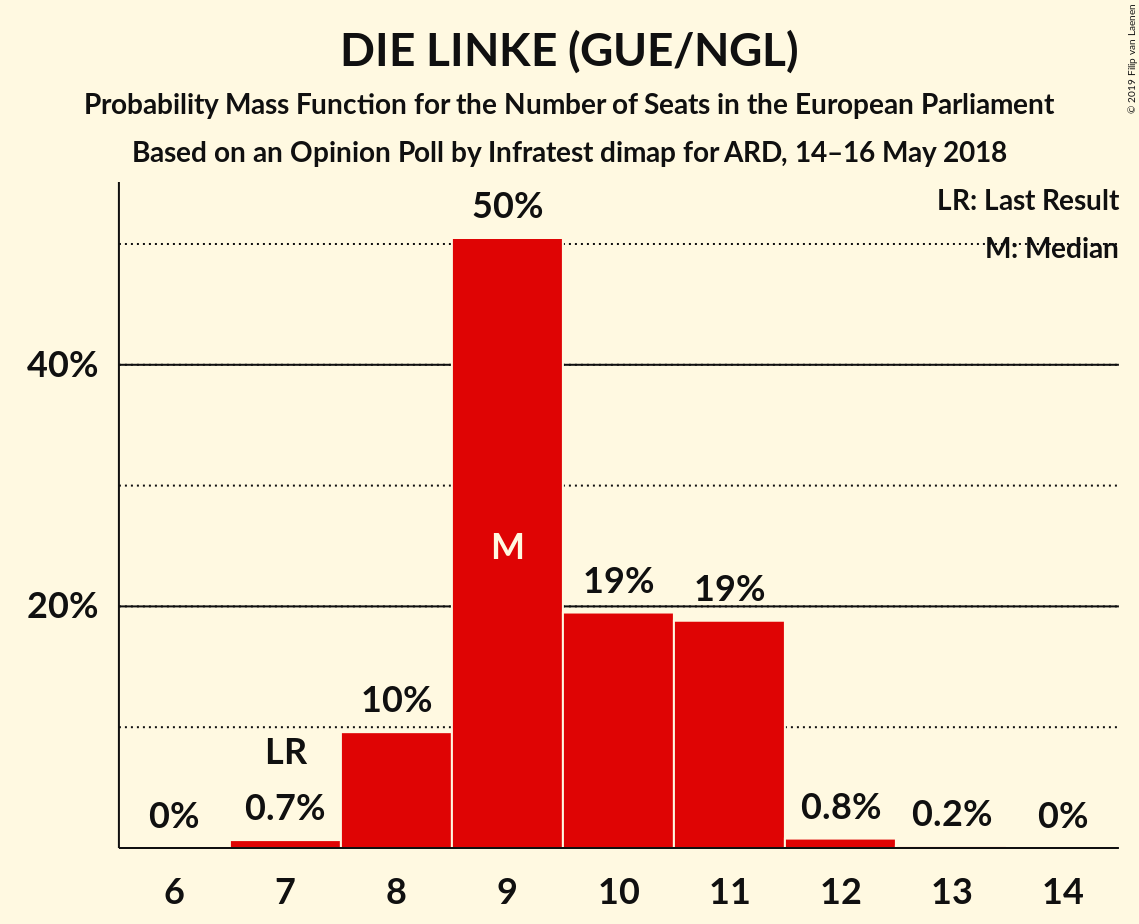 DIE LINKE (GUE/NGL)
Probability Mass Function for the Number of Seats in the European Parliament
Based on an Opinion Poll by Infratest dimap for ARD, 14–16 May 2018
© 2019 Filip van Laenen
LR: Last Result
M: Median
50%
40%
M
19%
19%
20%
10%
LR
0%
0.7%
0.8%
0.2%
0%
6 7 8 9 10 11 12 13 14